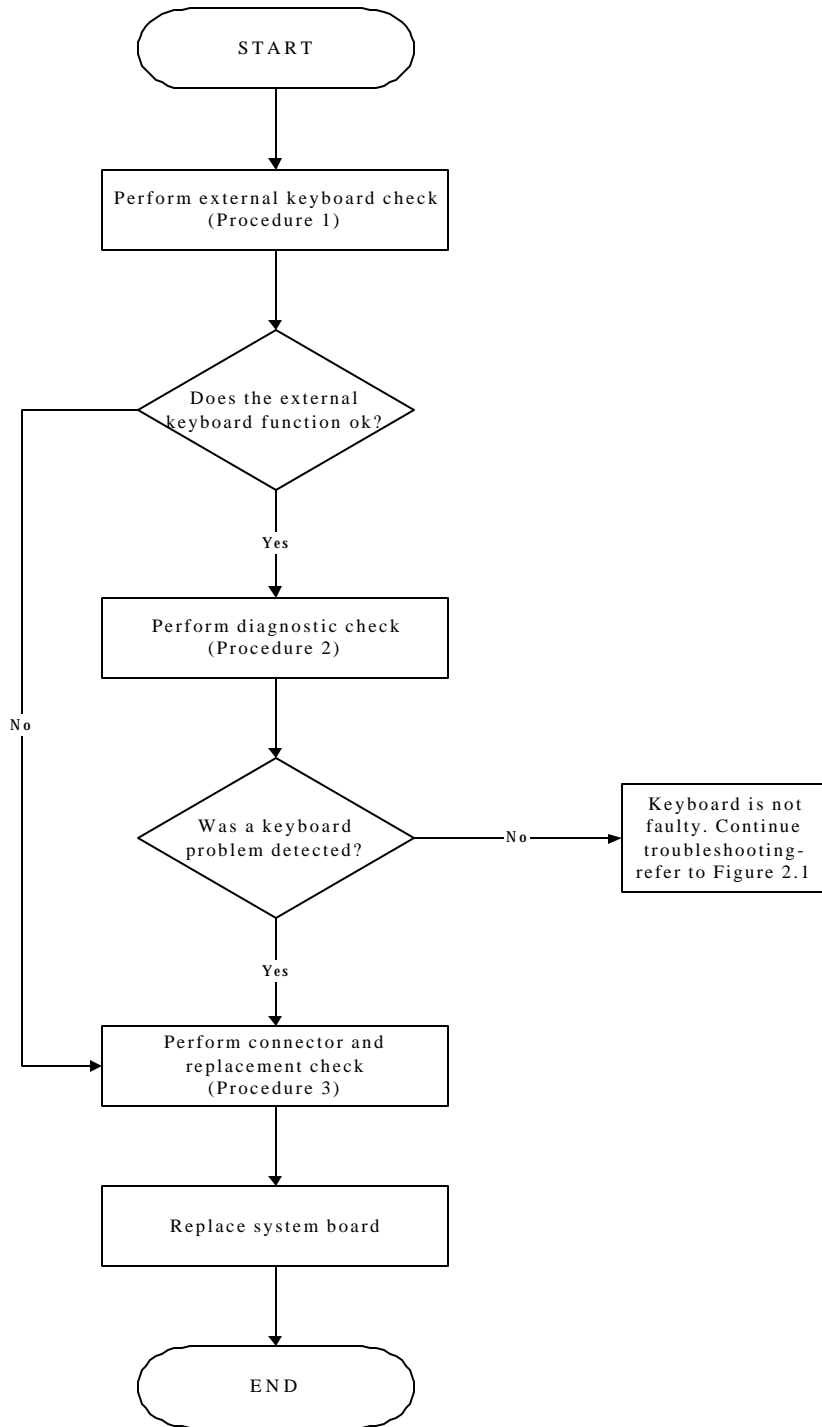 START
Perform external keyboard check
(Procedure 1)
Does the external
keyboard function ok?
Yes
Perform diagnostic check
(Procedure 2)
No
Was a keyboard
problem detected?
No
Keyboard is not
faulty. Continue
troubleshooting-
refer to Figure 2.1
Yes
Perform connector and
replacement check
(Procedure 3)
Replace system board
END